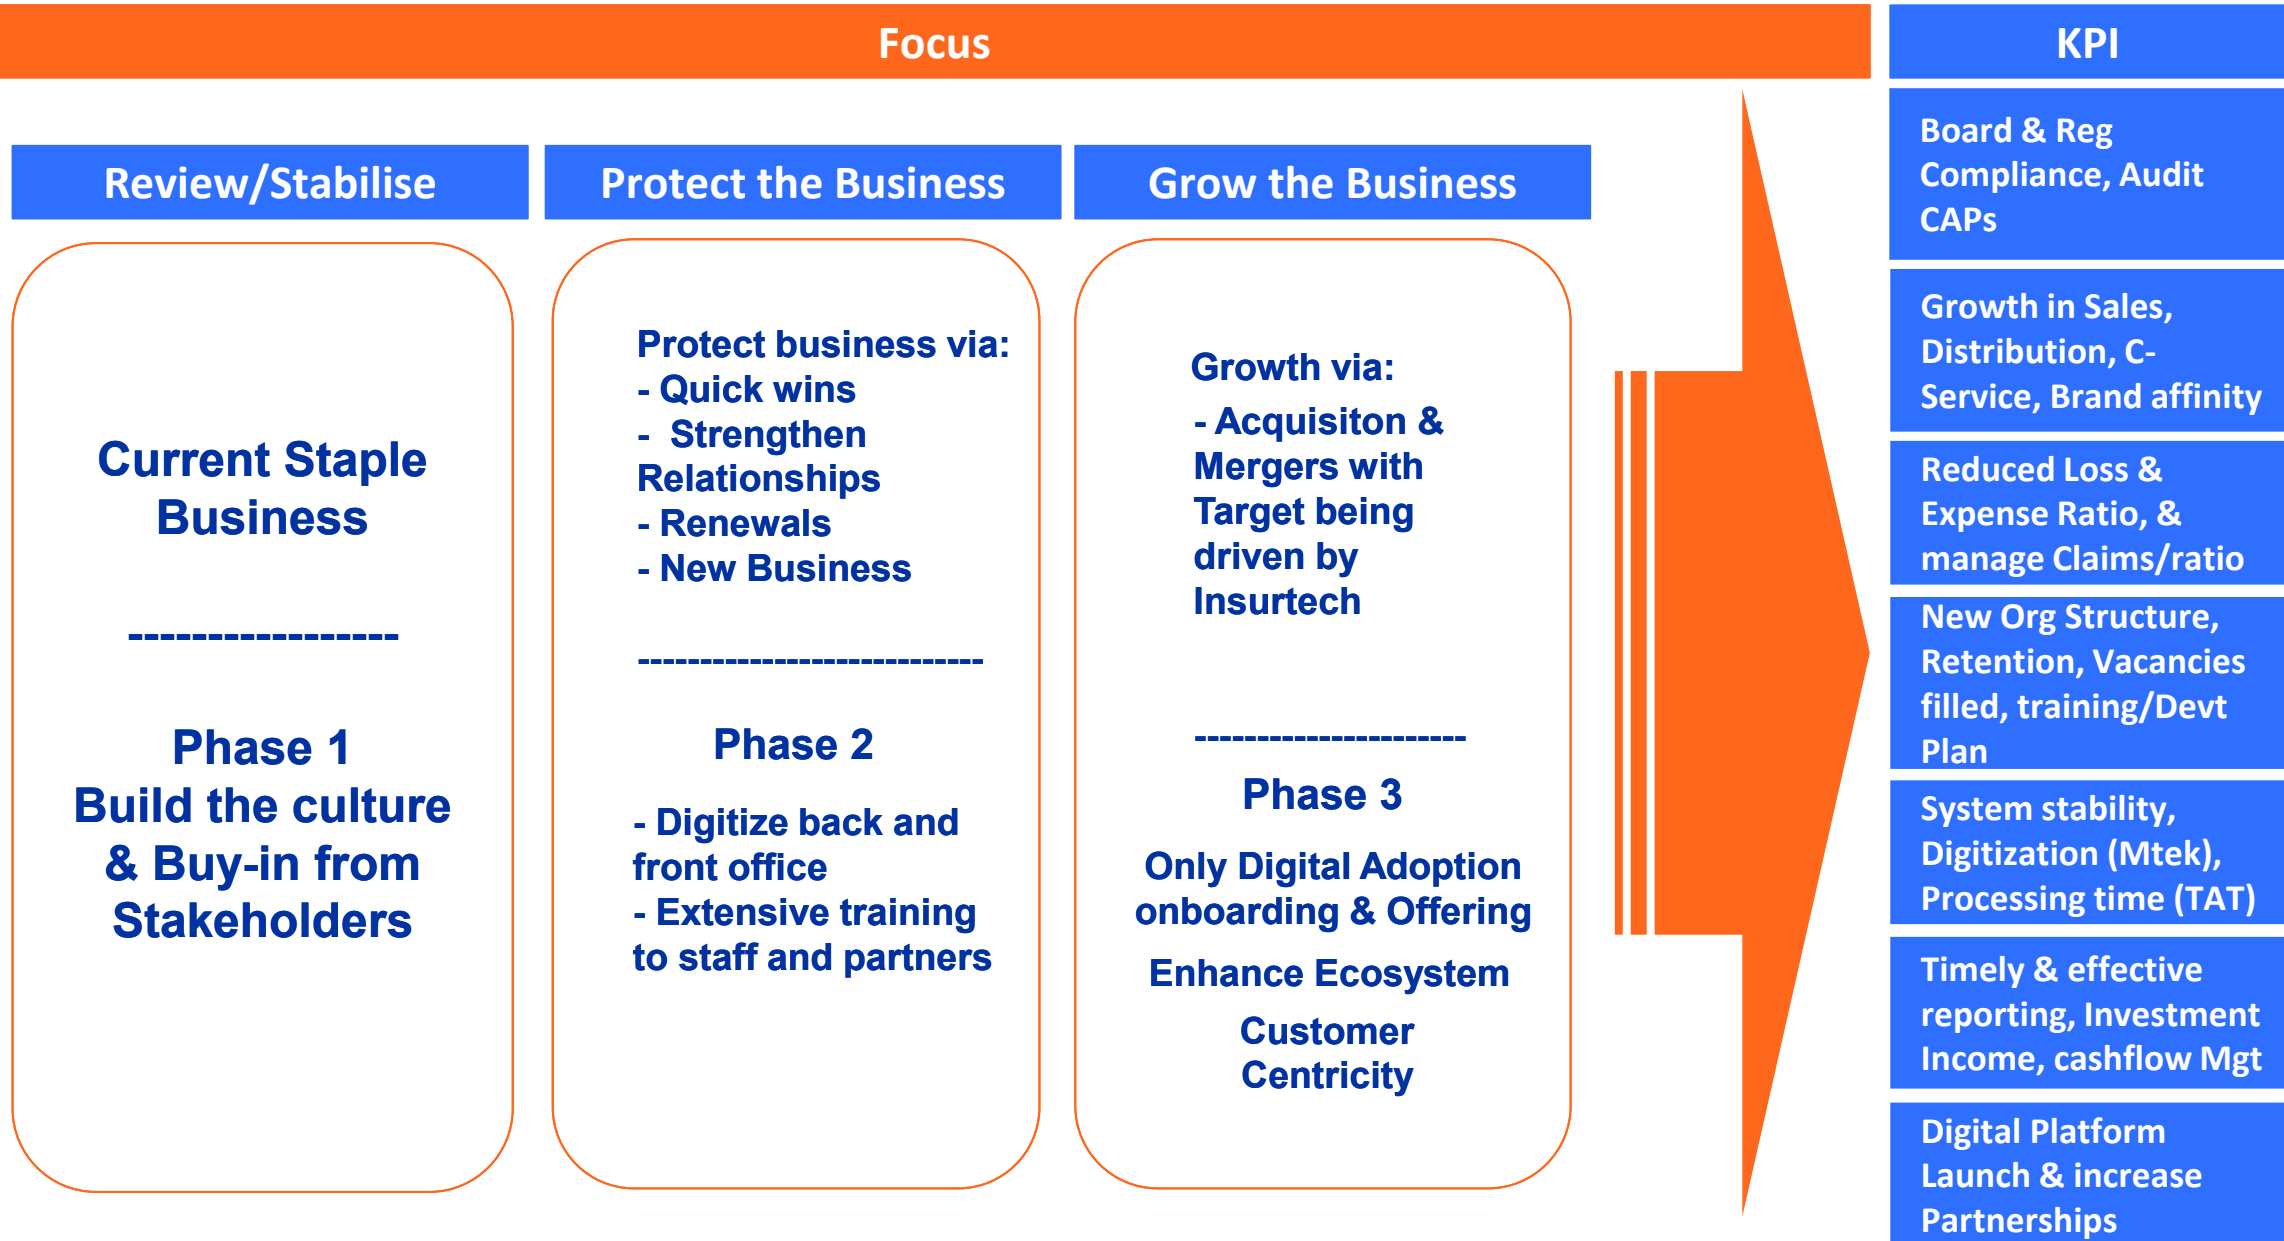 Focus
KPI
Review/Stabilise
Protect the Business
Grow the Business
Current Staple
Business
-----------------
Phase 1
Build the culture
& Buy-in from
Stakeholders
Protect business via:
- Quick wins
-  Strengthen
Relationships
- Renewals
- New Business
----------------------------
Phase 2
- Digitize back and
front office
- Extensive training
to staff and partners
Growth via:
- Acquisiton &
Mergers with
Target being
driven by
Insurtech
----------------------
Phase 3
Only Digital Adoption
onboarding & Offering
Enhance Ecosystem
Customer
Centricity
Board & Reg
Compliance, Audit
CAPs
Growth in Sales,
Distribution, C-
Service, Brand affinity
Reduced Loss &
Expense Ratio, &
manage Claims/ratio
New Org Structure,
Retention, Vacancies
filled, training/Devt
Plan
System stability,
Digitization (Mtek),
Processing time (TAT)
Timely & effective
reporting, Investment
Income, cashflow Mgt
Digital Platform
Launch & increase
Partnerships